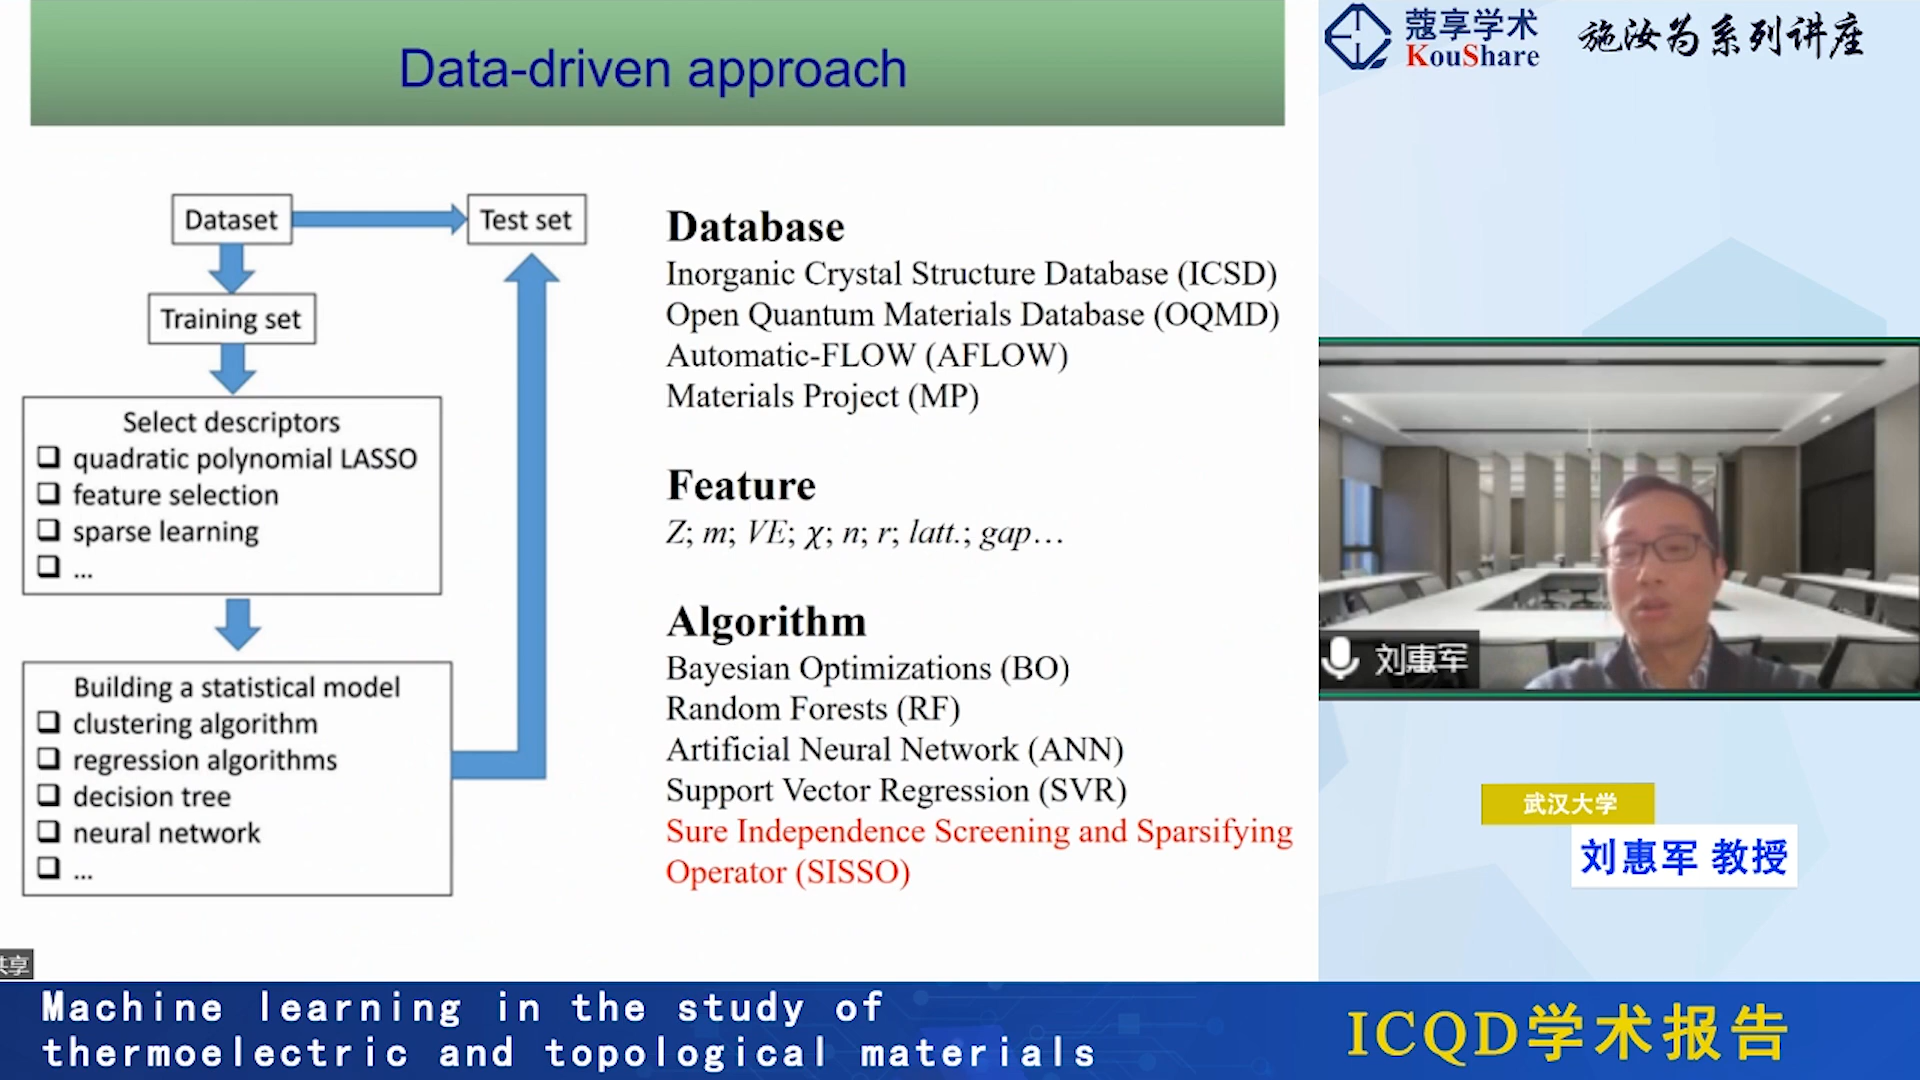 Data-driven approach
Dataset
Test set
Training set
Select descriptors
quadratic polynomial LASSO
feature selection
sparse learning
...
Building a statistical model
clustering algorithm
regression algorithms
decision tree
neural network
...
Database
Inorganic Crystal Structure Database (ICSD)
Open Quantum Materials Database (OQMD)
Automatic-FLOW (AFLOW)
Materials Project (MP)
Feature
Z; m; VE; χ; n; r; latt.; gap…
Algorithm
Bayesian Optimizations (BO)
Random Forests (RF)
Artificial Neural Network (ANN)
Support Vector Regression (SVR)
Sure Independence Screening and Sparsifying
Operator (SISSO)
共享
蔻享学术
KouShare
施汝为系列讲座
刘惠军
武汉大学
刘惠军 教授
Machine learning in the study of
thermoelectric and topological materials
ICQD学术报告